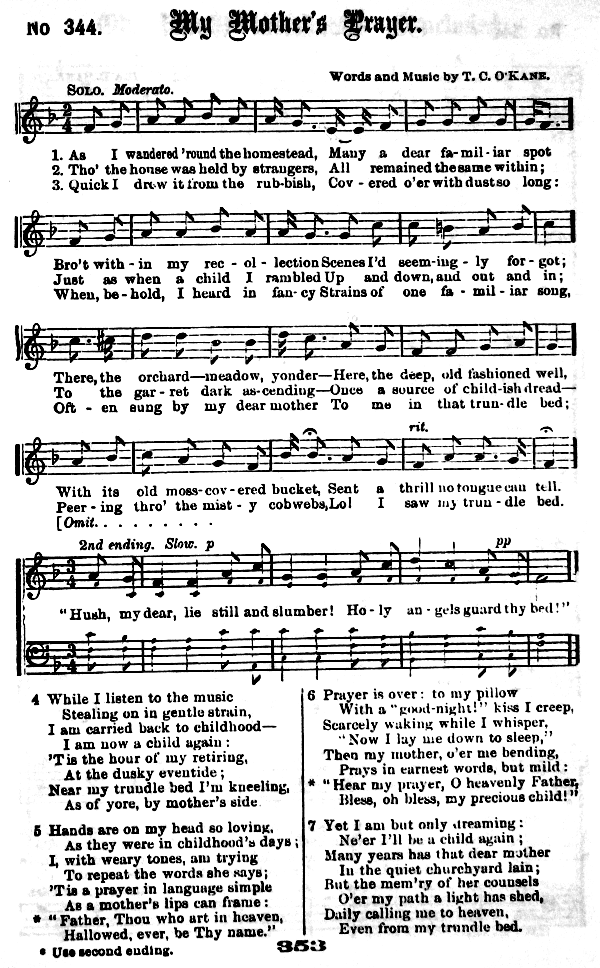 No 344. My Mother's Prayer.
Words and Music by T. C. O'KANE.
SOLO. Moderato.
1. As I wandered 'round the homestead, Many a dear fa-mil-iar spot
2. Tho' the house was held by strangers, All remained the same within;
3. Quick I drew it from the rub-bish, Cov-ered o'er with dust so long:
Bro't with-in my rec-ol-lection Scenes I'd seem-ing-ly for-got;
Just as when a child I rambled Up and down, and out and in;
When, be-hold, I heard in fan-cy Strains of one fa-mil-iar song,
There, the orchard—meadow, yonder—Here, the deep, old fashioned well,
To the gar-ret dark as-cending—Once a source of child-ish dread—
Oft-en sung by my dear mother To me in that trun-dle bed;
rit.
With its old moss-cov-ered bucket, Sent a thrill no tongue can tell.
Peer-ing thro' the mist-y cobwebs, Lo! I saw my trun-dle bed.
[Omit. . . . . . . . .
2nd ending. Slow. p pp
"Hush, my dear, lie still and slumber! Ho-ly an-gels guard thy bed!"
4 While I listen to the music
Stealing on in gentle strain,
I am carried back to childhood—
I am now a child again:
'Tis the hour of my retiring,
At the dusky eventide;
Near my trundle bed I'm kneeling,
As of yore, by mother's side
5 Hands are on my head so loving,
As they were in childhood's days;
I, with weary tones, am trying
To repeat the words she says;
'Tis a prayer in language simple
As a mother's lips can frame:
* "Father, Thou who art in heaven,
Hallowed, ever, be Thy name."
* Use second ending.
6 Prayer is over: to my pillow
With a "good-night!" kiss I creep,
Scarcely waking while I whisper,
"Now I lay me down to sleep,"
Then my mother, o'er me bending,
Prays in earnest words, but mild:
* "Hear my prayer, O heavenly Father,
Bless, oh bless, my precious child!"
7 Yet I am but only dreaming:
Ne'er I'll be a child again;
Many years has that dear mother
In the quiet churchyard lain;
But the mem'ry of her counsels
O'er my path a light has shed,
Daily calling me to heaven,
Even from my trundle bed.
353